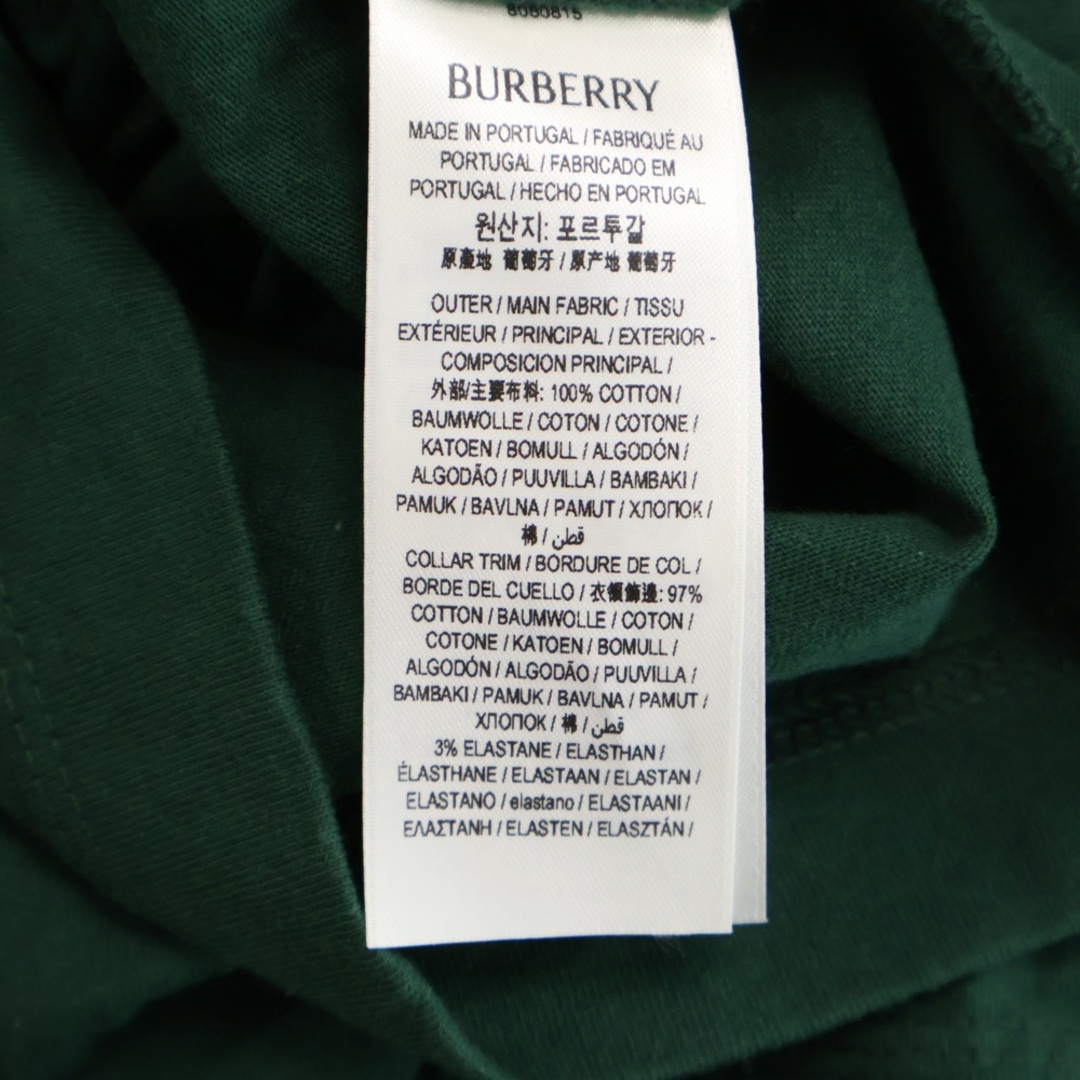 8080815
BURBERRY
MADE IN PORTUGAL / FABRIQUÉ AU
PORTUGAL / FABRICADO EM
PORTUGAL / HECHO EN PORTUGAL
원산지: 포르투갈
原產地 葡萄牙 / 原产地 葡萄牙
OUTER / MAIN FABRIC / TISSU
EXTÉRIEUR / PRINCIPAL / EXTERIOR -
COMPOSICION PRINCIPAL /
外部/主要布料: 100% COTTON /
BAUMWOLLE / COTON / COTONE /
KATOEN / BOMULL / ALGODÓN /
ALGODÃO / PUUVILLA / BAMBAKI /
PAMUK / BAVLNA / PAMUT / ХЛОПОК /
棉 / قطن
COLLAR TRIM / BORDURE DE COL /
BORDE DEL CUELLO / 衣領飾邊: 97%
COTTON / BAUMWOLLE / COTON /
COTONE / KATOEN / BOMULL /
ALGODÓN / ALGODÃO / PUUVILLA /
BAMBAKI / PAMUK / BAVLNA / PAMUT /
ХЛОПОК / 棉 / قطن
3% ELASTANE / ELASTHAN /
ÉLASTHANE / ELASTAAN / ELASTAN /
ELASTANO / elastano / ELASTAANI /
ΕΛΑΣΤΑΝΗ / ELASTEN / ELASZTÁN /